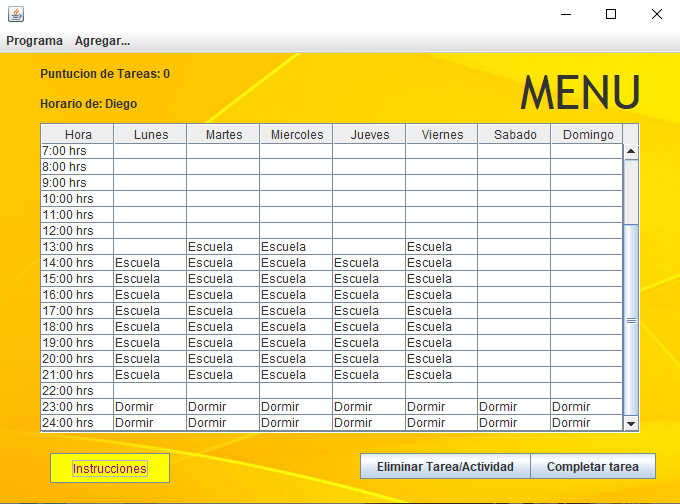 Programa Agregar...
Puntucion de Tareas: 0
MENU
Horario de: Diego
Hora Lunes Martes Miercoles Jueves Viernes Sabado Domingo
7:00 hrs
8:00 hrs
9:00 hrs
10:00 hrs
11:00 hrs
12:00 hrs
13:00 hrs Escuela Escuela Escuela
14:00 hrs Escuela Escuela Escuela Escuela Escuela
15:00 hrs Escuela Escuela Escuela Escuela Escuela
16:00 hrs Escuela Escuela Escuela Escuela Escuela
17:00 hrs Escuela Escuela Escuela Escuela Escuela
18:00 hrs Escuela Escuela Escuela Escuela Escuela
19:00 hrs Escuela Escuela Escuela Escuela Escuela
20:00 hrs Escuela Escuela Escuela Escuela Escuela
21:00 hrs Escuela Escuela Escuela Escuela Escuela
22:00 hrs
23:00 hrs Dormir Dormir Dormir Dormir Dormir Dormir Dormir
24:00 hrs Dormir Dormir Dormir Dormir Dormir Dormir Dormir
Instrucciones Eliminar Tarea/Actividad Completar tarea